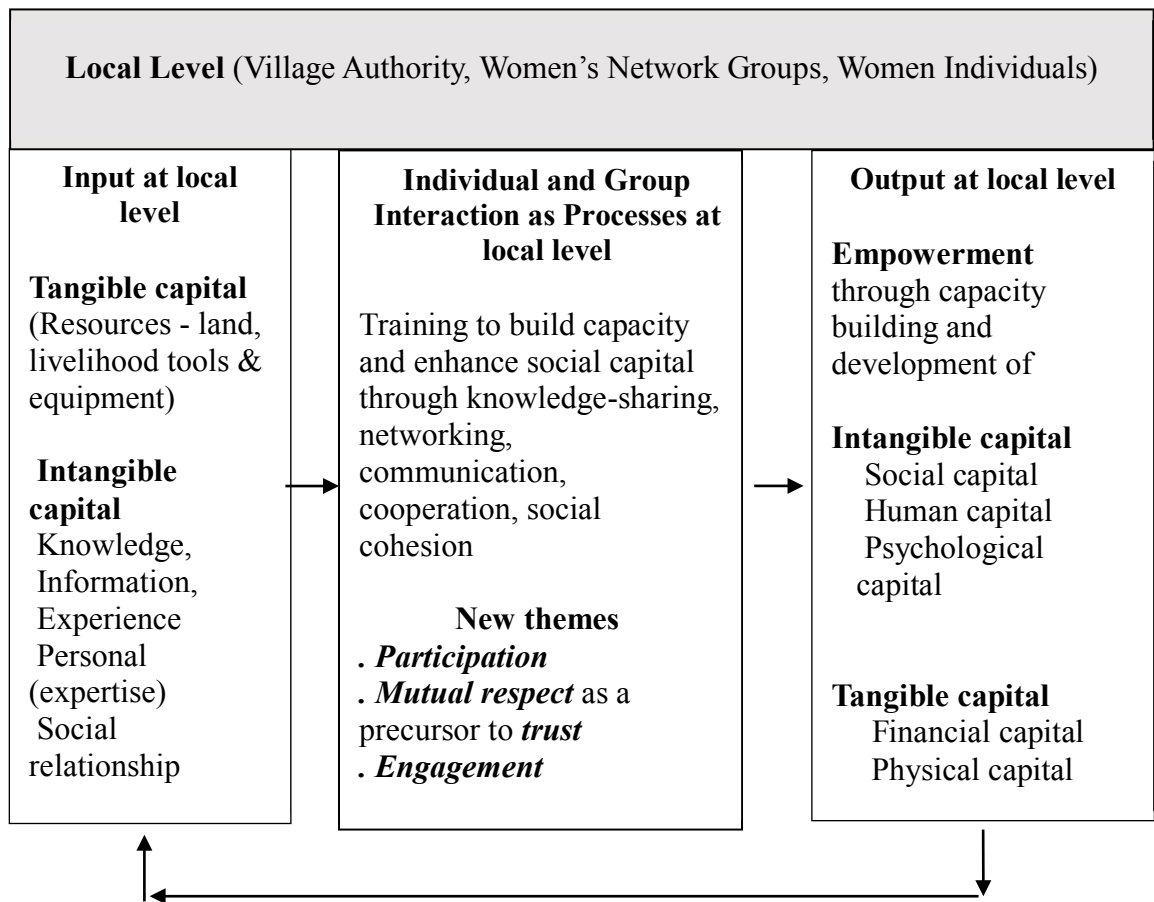 Local Level (Village Authority, Women’s Network Groups, Women Individuals)
Input at local
level
Tangible capital
(Resources - land,
livelihood tools &
equipment)
Intangible
capital
Knowledge,
Information,
Experience
Personal
(expertise)
Social
relationship
Individual and Group
Interaction as Processes at
local level
Training to build capacity
and enhance social capital
through knowledge-sharing,
networking,
communication,
cooperation, social
cohesion
New themes
. Participation
. Mutual respect as a
precursor to trust
. Engagement
Output at local level
Empowerment
through capacity
building and
development of
Intangible capital
Social capital
Human capital
Psychological
capital
Tangible capital
Financial capital
Physical capital